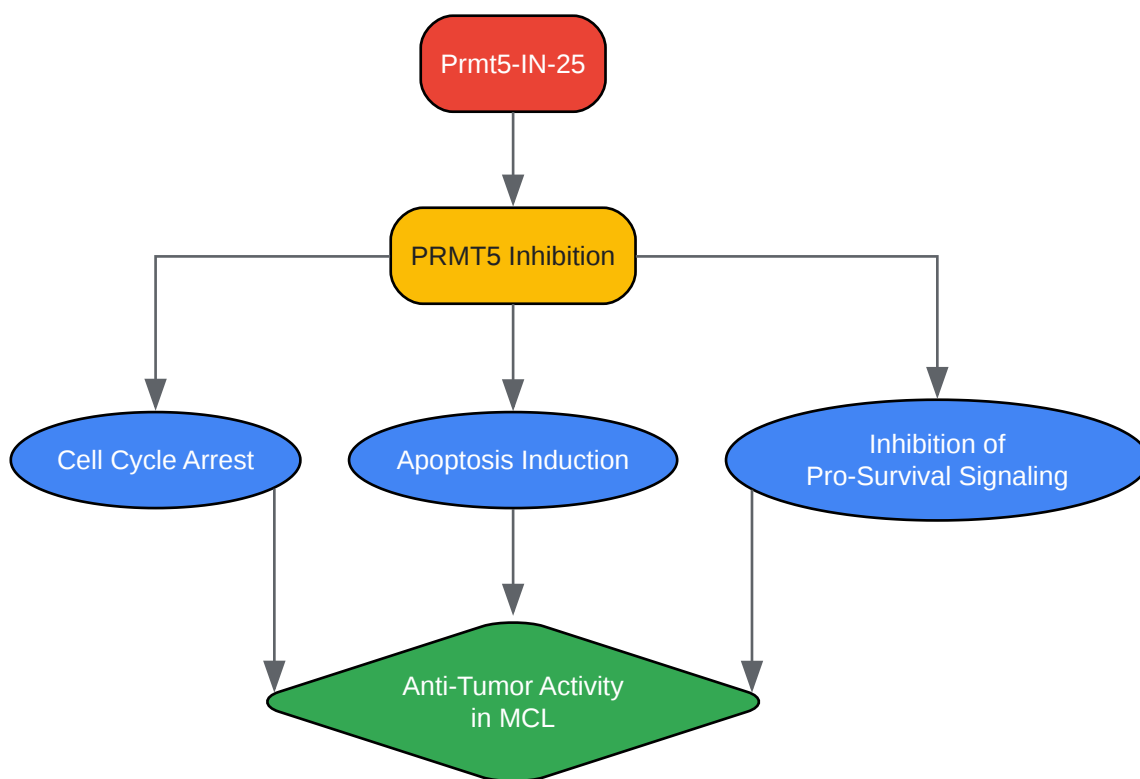 Prmt5-IN-25
PRMT5 Inhibition
Cell Cycle Arrest
Apoptosis Induction
Inhibition of
Pro-Survival Signaling
Anti-Tumor Activity
in MCL